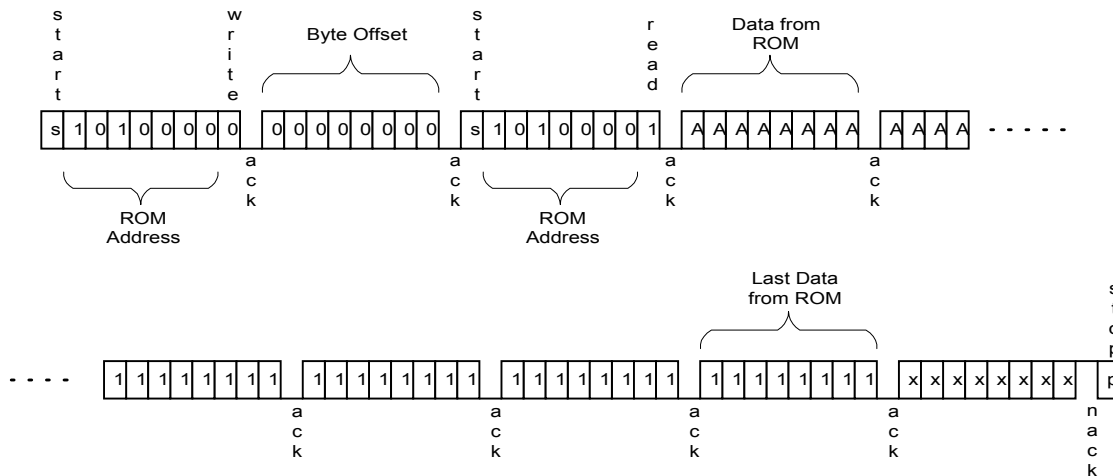 start
write
Byte Offset
start
read
Data from
ROM
s 1 0 1 0 0 0 0 0
0 0 0 0 0 0 0 0
s 1 0 1 0 0 0 0 1
A A A A A A A A
A A A A
ack
ack
ack
ack
ROM
Address
ROM
Address
Last Data
from ROM
stop
1 1 1 1 1 1 1 1
1 1 1 1 1 1 1 1
1 1 1 1 1 1 1 1
1 1 1 1 1 1 1 1
x x x x x x x x
p
ack
ack
ack
ack
nack